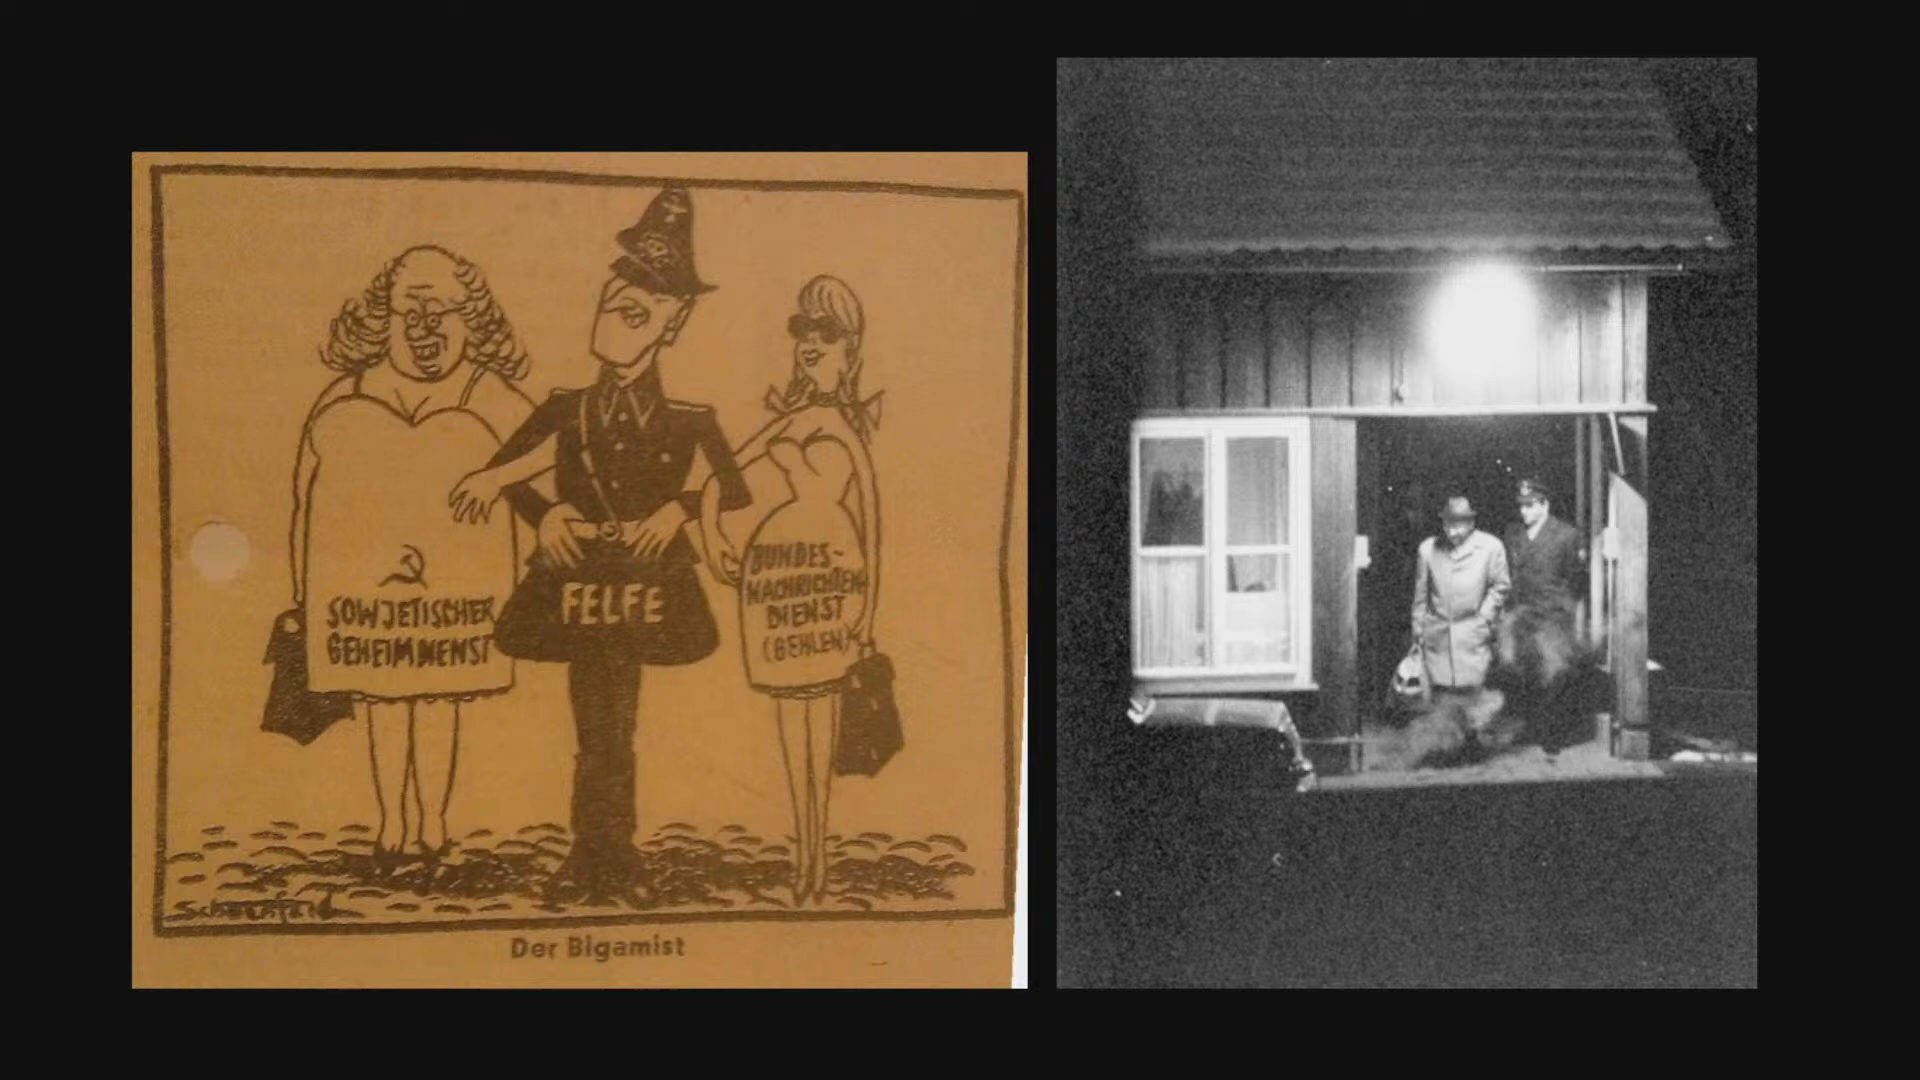 SOWJETISCHER
GEHEIMDIENST
FELFE
BUNDES-
NACHRICHTEN
DIENST
(GEHLEN)
Der Bigamist